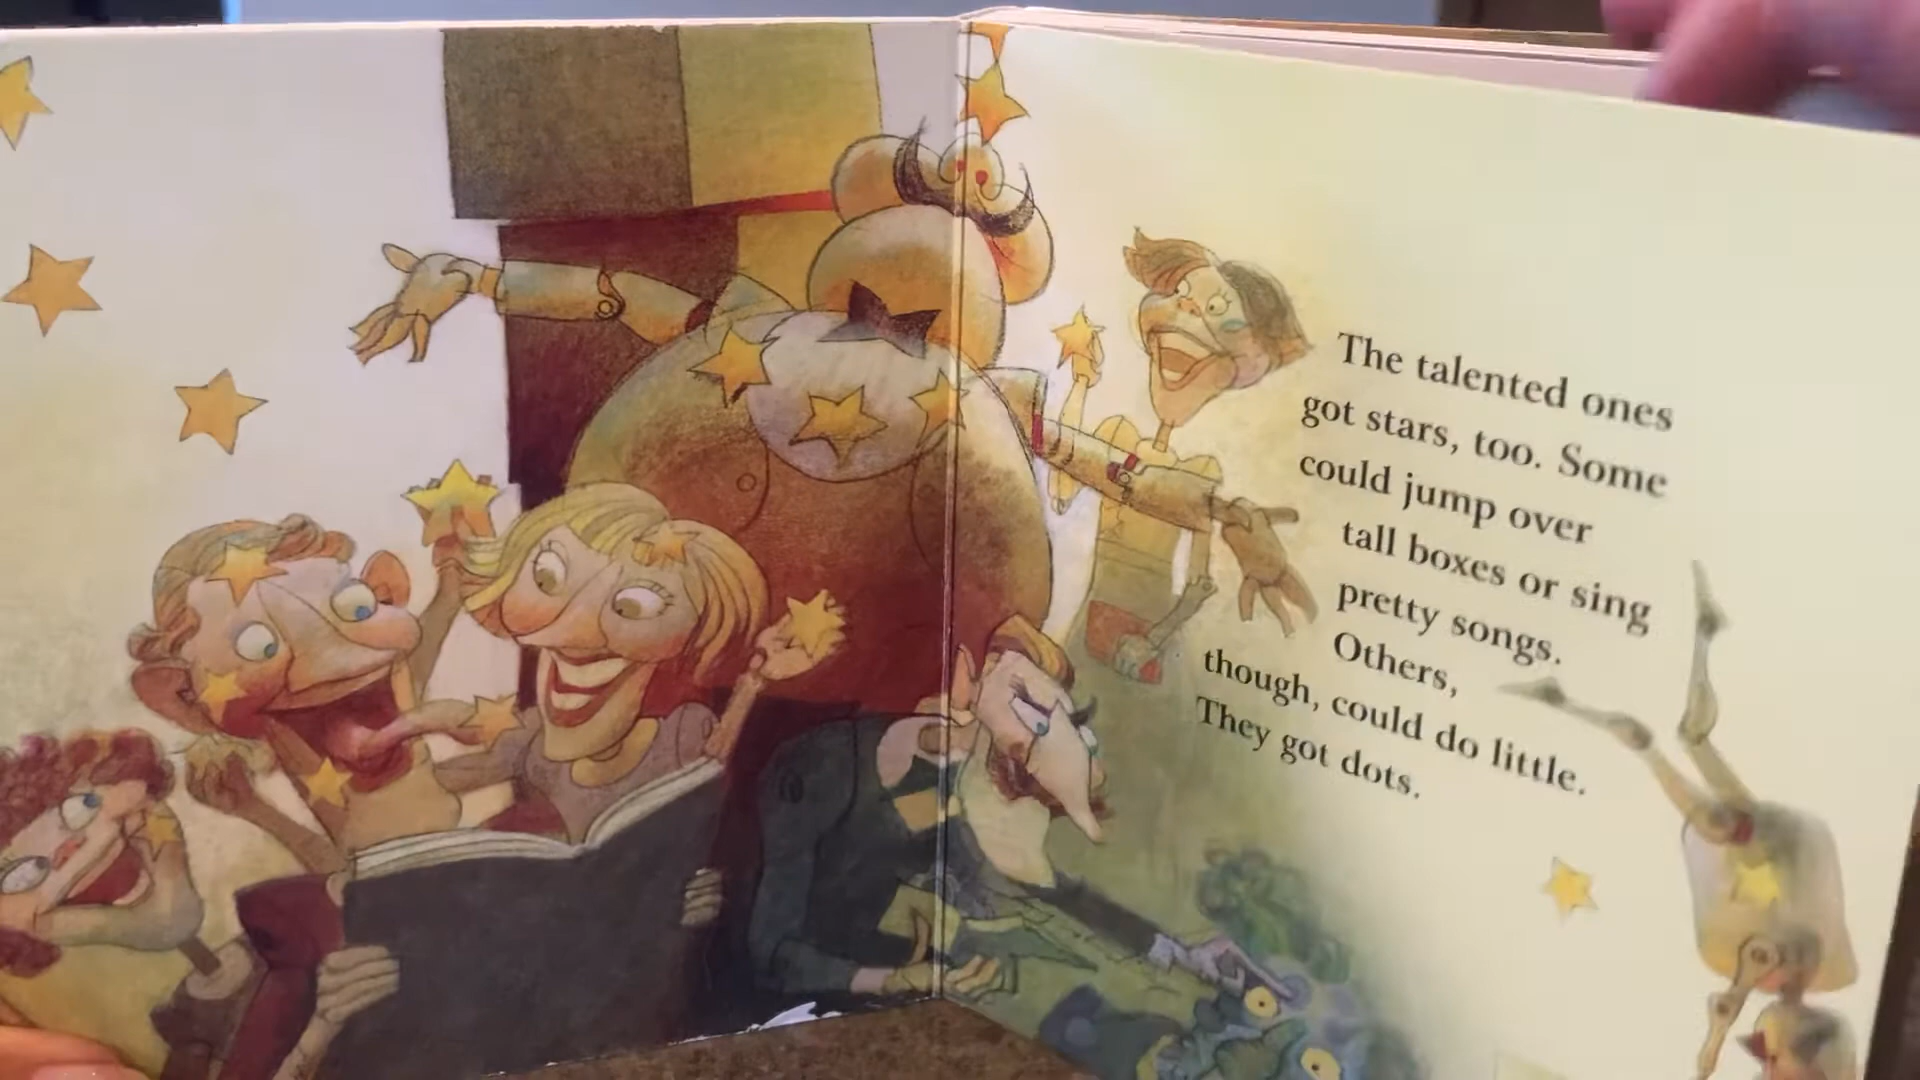 The talented ones
got stars, too. Some
could jump over
tall boxes or sing
pretty songs.
Others,
though, could do little.
They got dots.